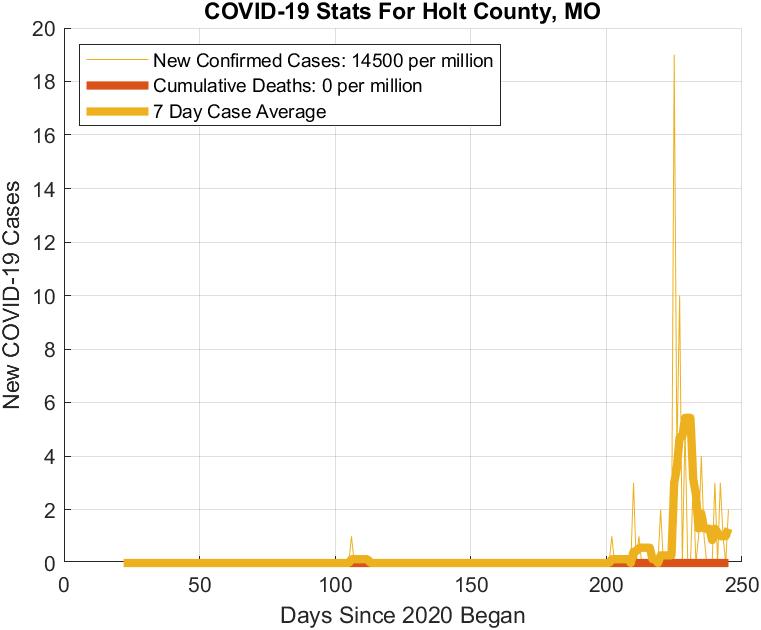 COVID-19 Stats For Holt County, MO
New Confirmed Cases: 14500 per million
Cumulative Deaths: 0 per million
7 Day Case Average
New COVID-19 Cases
20
18
16
14
12
10
8
6
4
2
0
0 50 100 150 200 250
Days Since 2020 Began